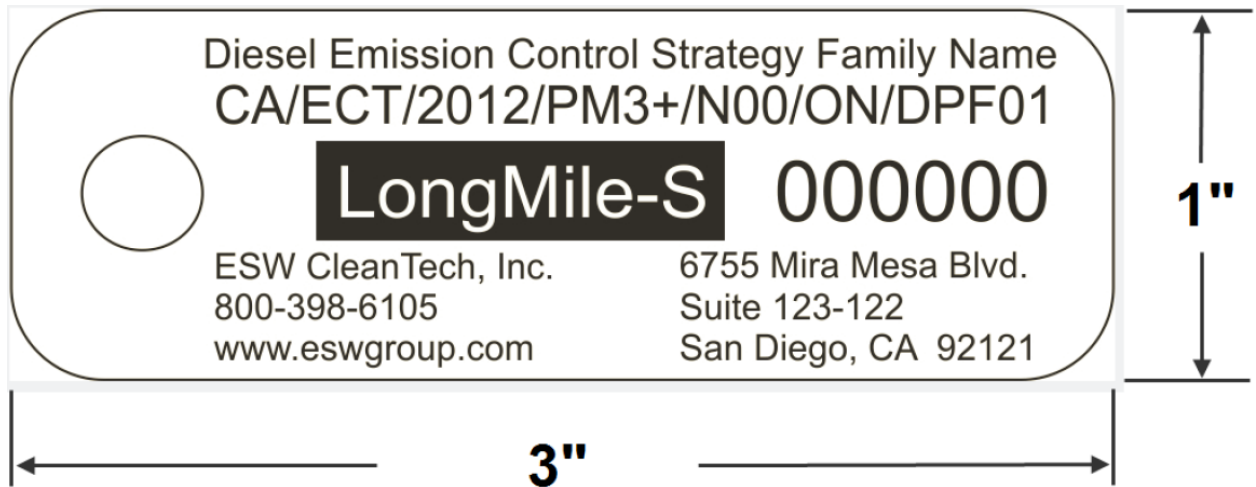 Diesel Emission Control Strategy Family Name
CA/ECT/2012/PM3+/N00/ON/DPF01
LongMile-S 000000
ESW CleanTech, Inc.
800-398-6105
www.eswgroup.com
6755 Mira Mesa Blvd.
Suite 123-122
San Diego, CA  92121
1"
3"